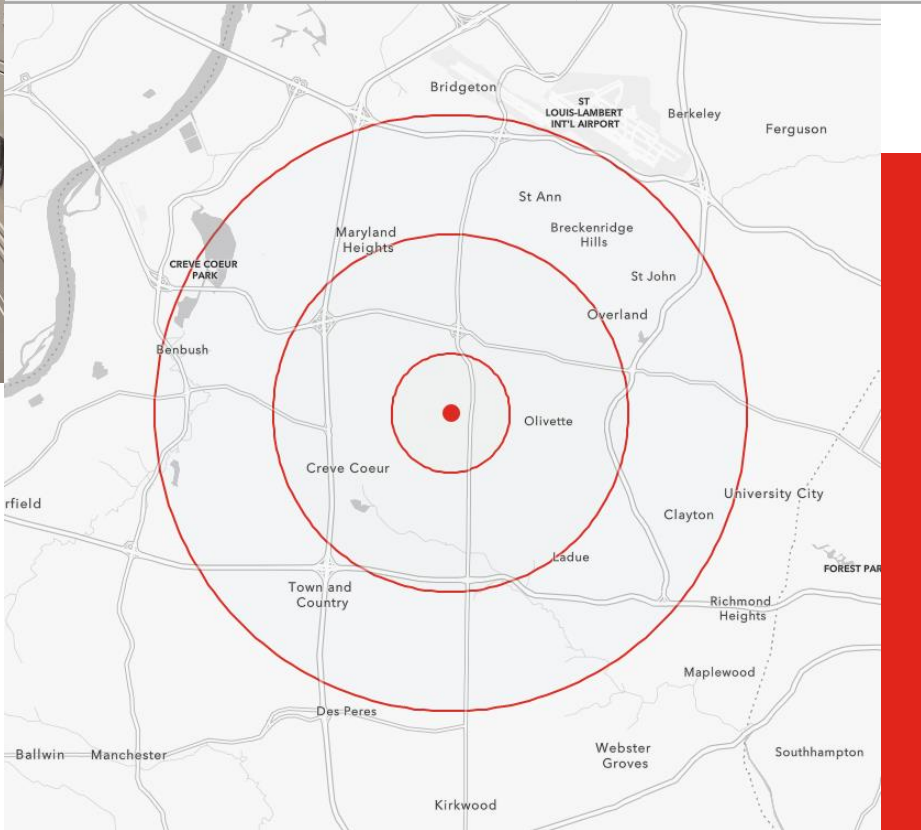 Bridgeton
ST
LOUIS-LAMBERT
INT'L AIRPORT
Berkeley
Ferguson
St Ann
Maryland
Heights
Breckenridge
Hills
CREVE COEUR
PARK
St John
Overland
Benbush
Olivette
Creve Coeur
rfield
University City
Clayton
Ladue
FOREST PAR
Town and
Country
Richmond
Heights
Maplewood
Des Peres
Ballwin
Manchester
Webster
Groves
Southhampton
Kirkwood